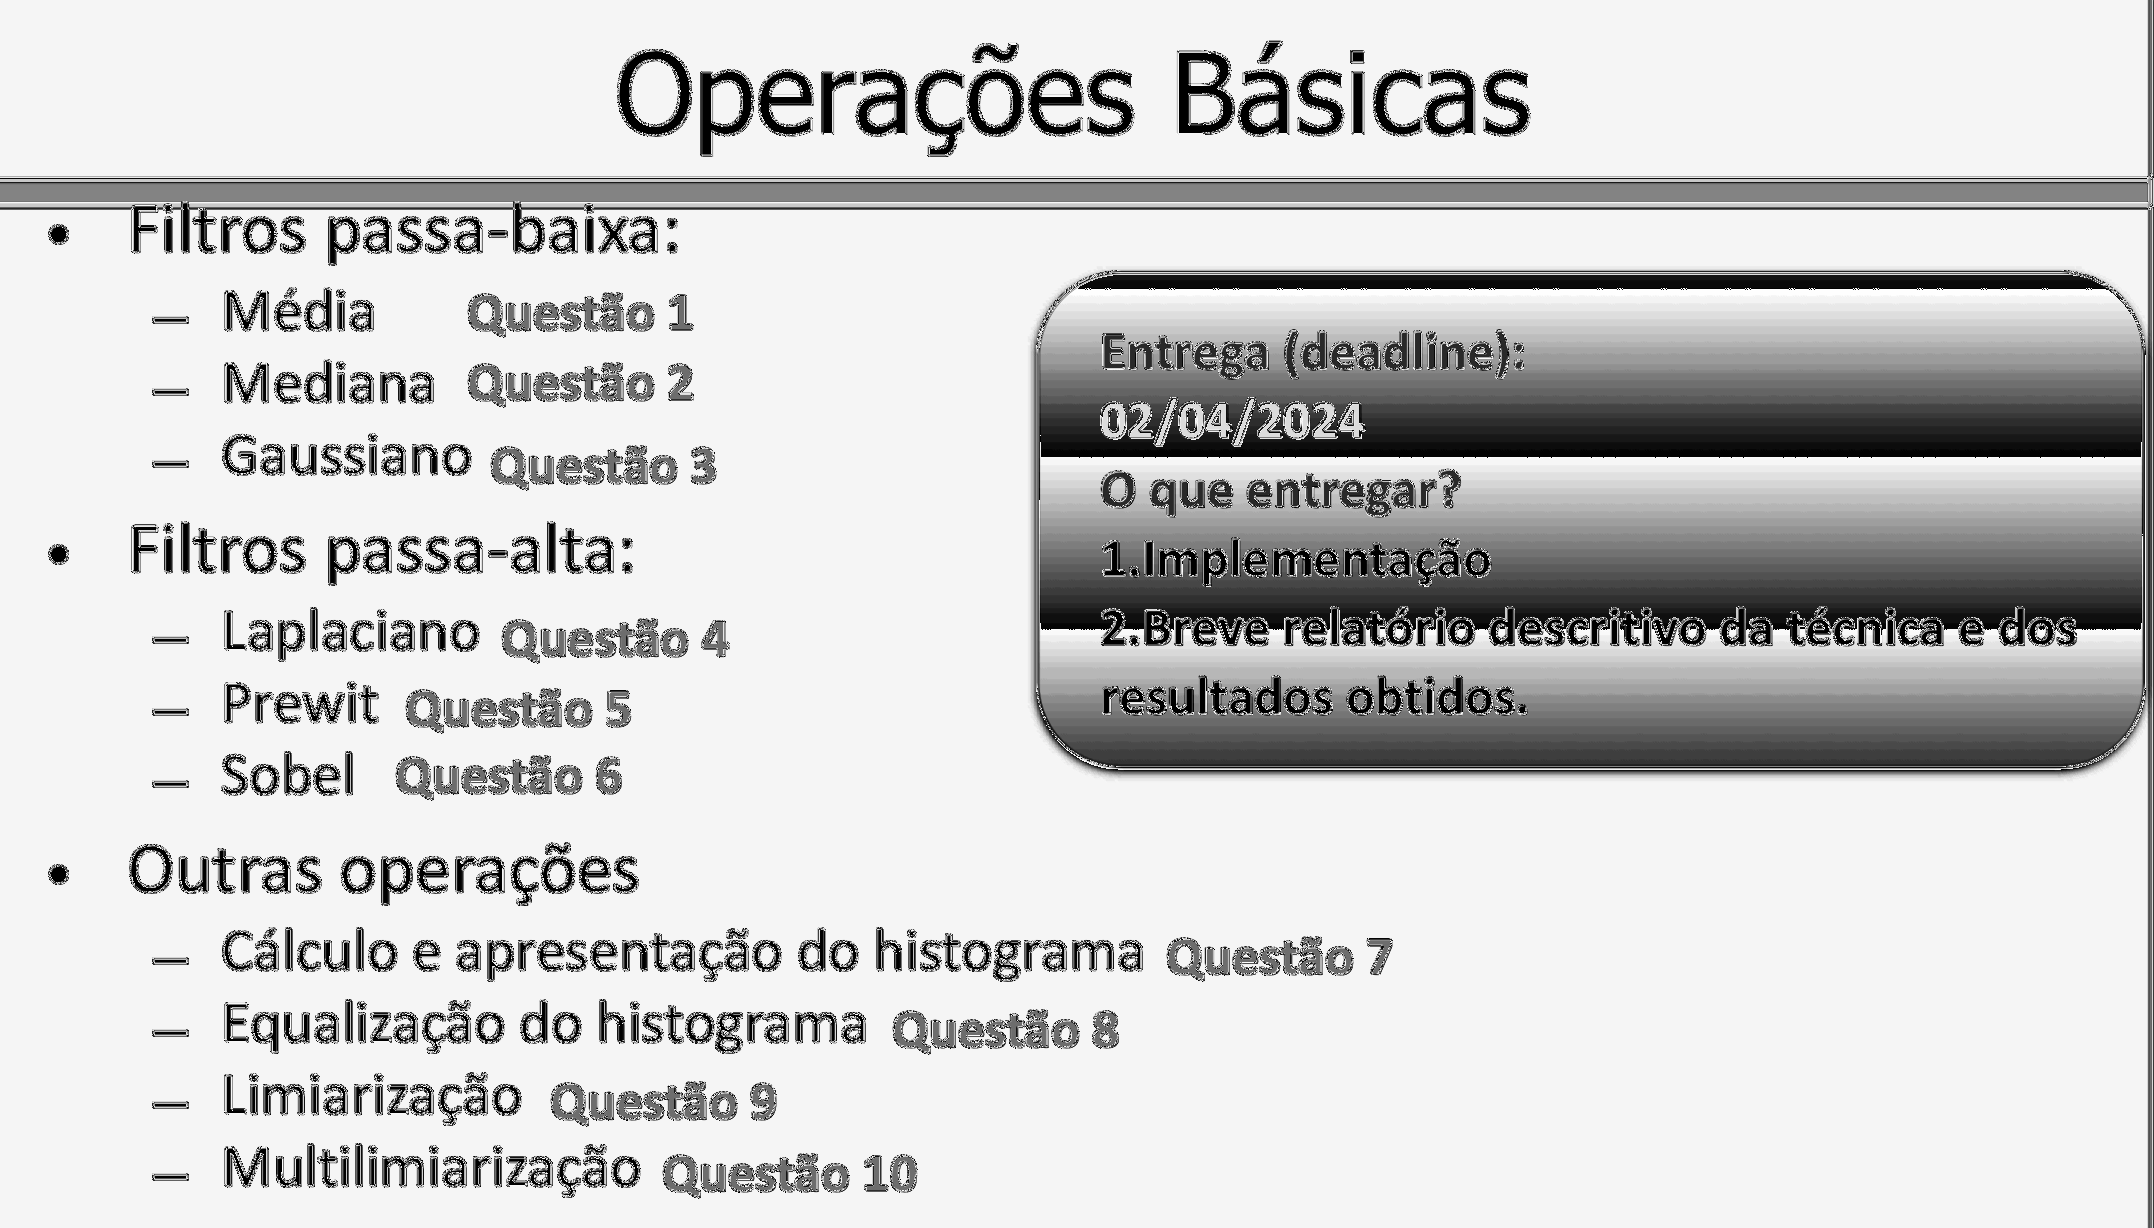 Operações Básicas
• Filtros passa-baixa:
– Média Questão 1
– Mediana Questão 2
– Gaussiano Questão 3
• Filtros passa-alta:
– Laplaciano Questão 4
– Prewit Questão 5
– Sobel Questão 6
• Outras operações
– Cálculo e apresentação do histograma Questão 7
– Equalização do histograma Questão 8
– Limiarização Questão 9
– Multilimiarização Questão 10
Entrega (deadline):
02/04/2024
O que entregar?
1.Implementação
2.Breve relatório descritivo da técnica e dos
resultados obtidos.